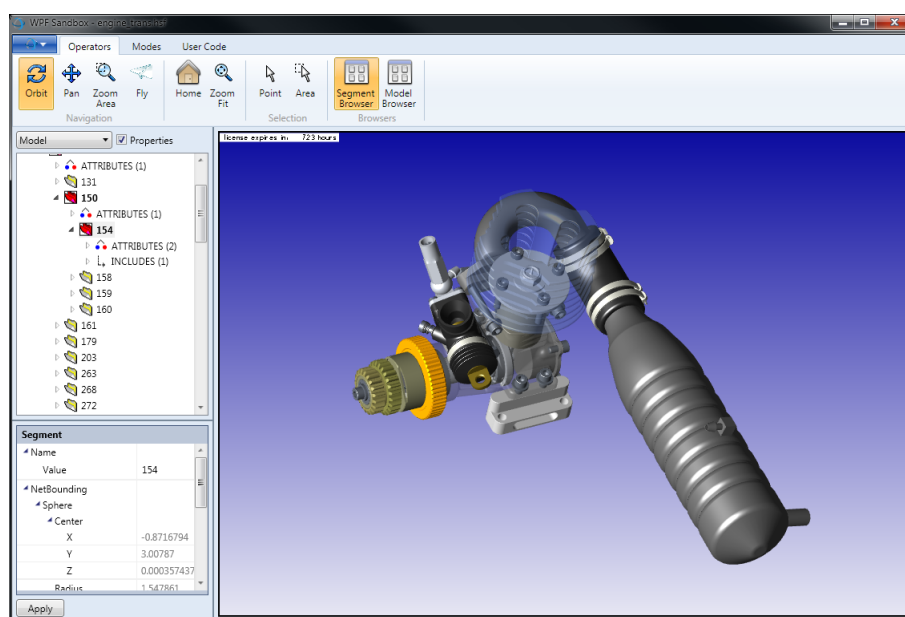 WPF Sandbox - engine_trans.hsf
Operators Modes User Code
Orbit Pan Zoom Area Fly Home Zoom Fit Point Area Segment Browser Model Browser
Navigation Selection Browsers
Model Properties
license expires in: 723 hours
ATTRIBUTES (1)
131
150
ATTRIBUTES (1)
154
ATTRIBUTES (2)
INCLUDES (1)
158
159
160
161
179
203
263
268
272
Segment
Name
Value 154
NetBounding
Sphere
Center
X -0.8716794
Y 3.00787
Z 0.000357437
Radius 1.547861
Apply